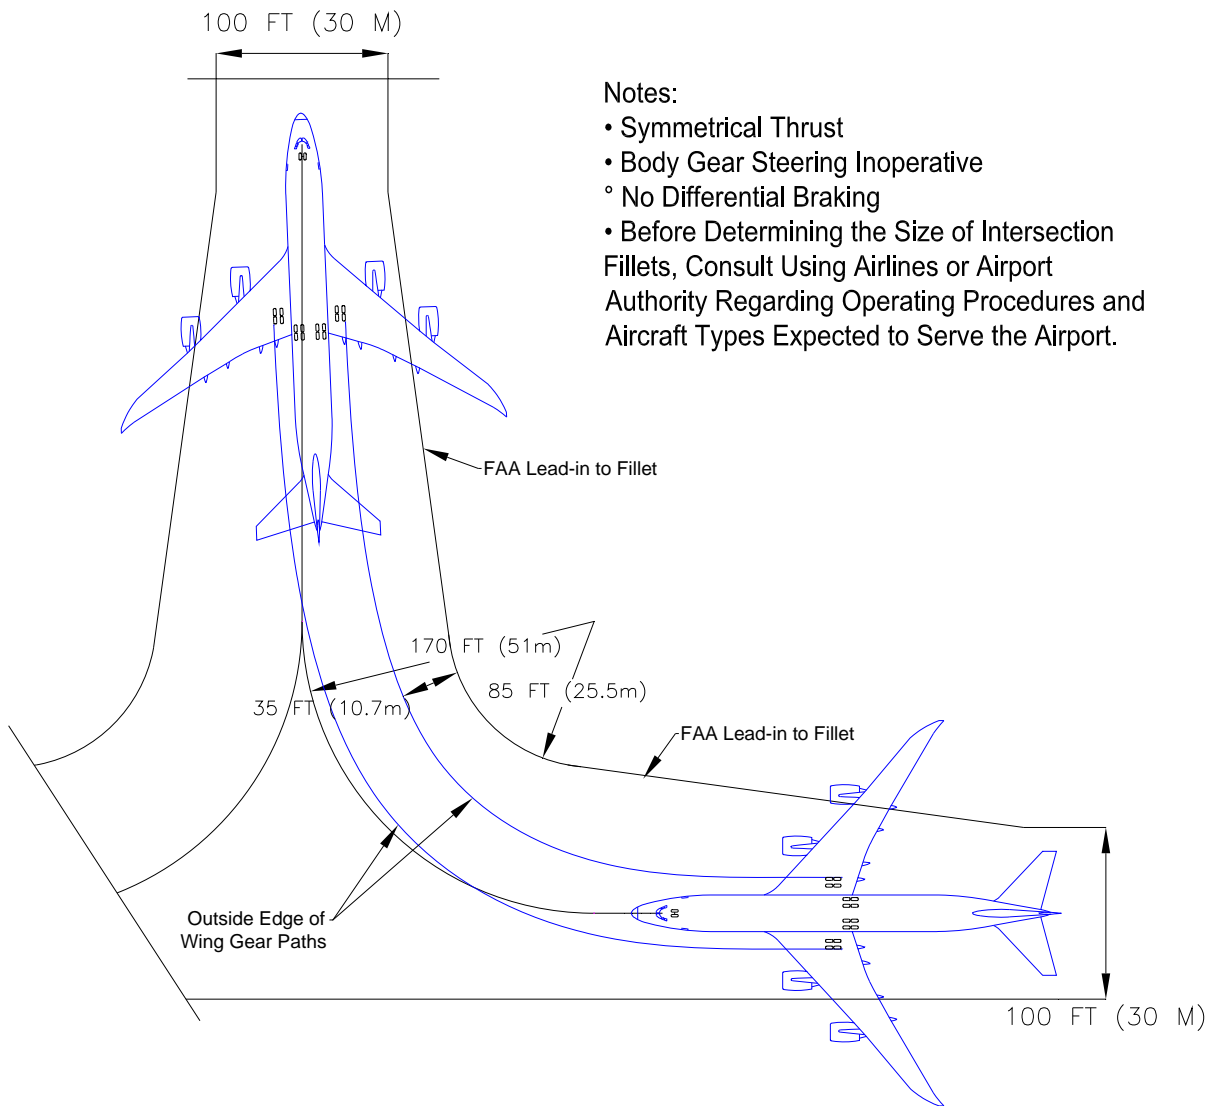 100 FT (30 M)
Notes:
• Symmetrical Thrust
• Body Gear Steering Inoperative
° No Differential Braking
• Before Determining the Size of Intersection
Fillets, Consult Using Airlines or Airport
Authority Regarding Operating Procedures and
Aircraft Types Expected to Serve the Airport.
FAA Lead-in to Fillet
170 FT (51m)
85 FT (25.5m)
35 FT (10.7m)
FAA Lead-in to Fillet
Outside Edge of
Wing Gear Paths
100 FT (30 M)